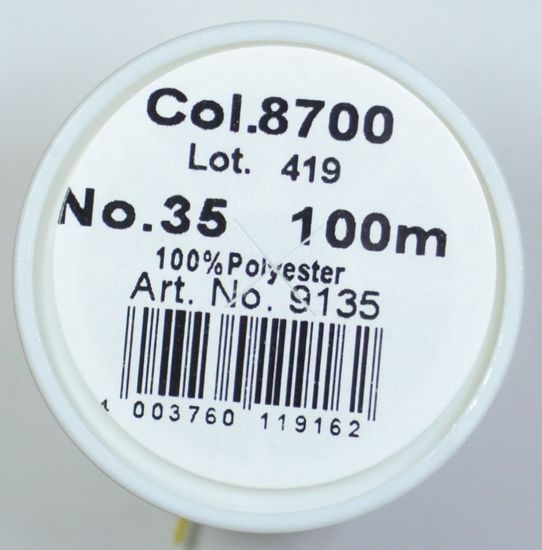 Col.8700
Lot. 419
No.35 100m
100%Polyester
Art. No. 9135
4 003760 119162